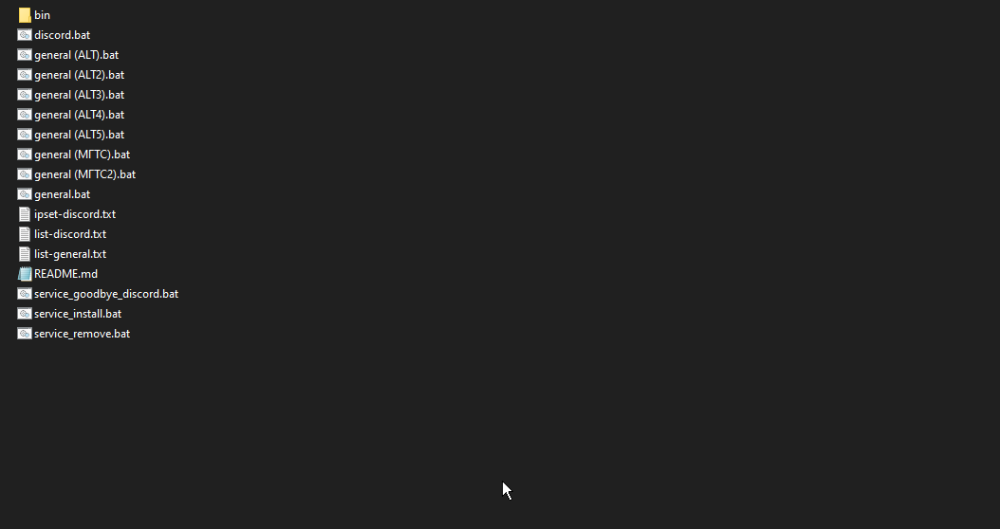 bin
discord.bat
general (ALT).bat
general (ALT2).bat
general (ALT3).bat
general (ALT4).bat
general (ALT5).bat
general (МГТС).bat
general (МГТС2).bat
general.bat
ipset-discord.txt
list-discord.txt
list-general.txt
README.md
service_goodbye_discord.bat
service_install.bat
service_remove.bat